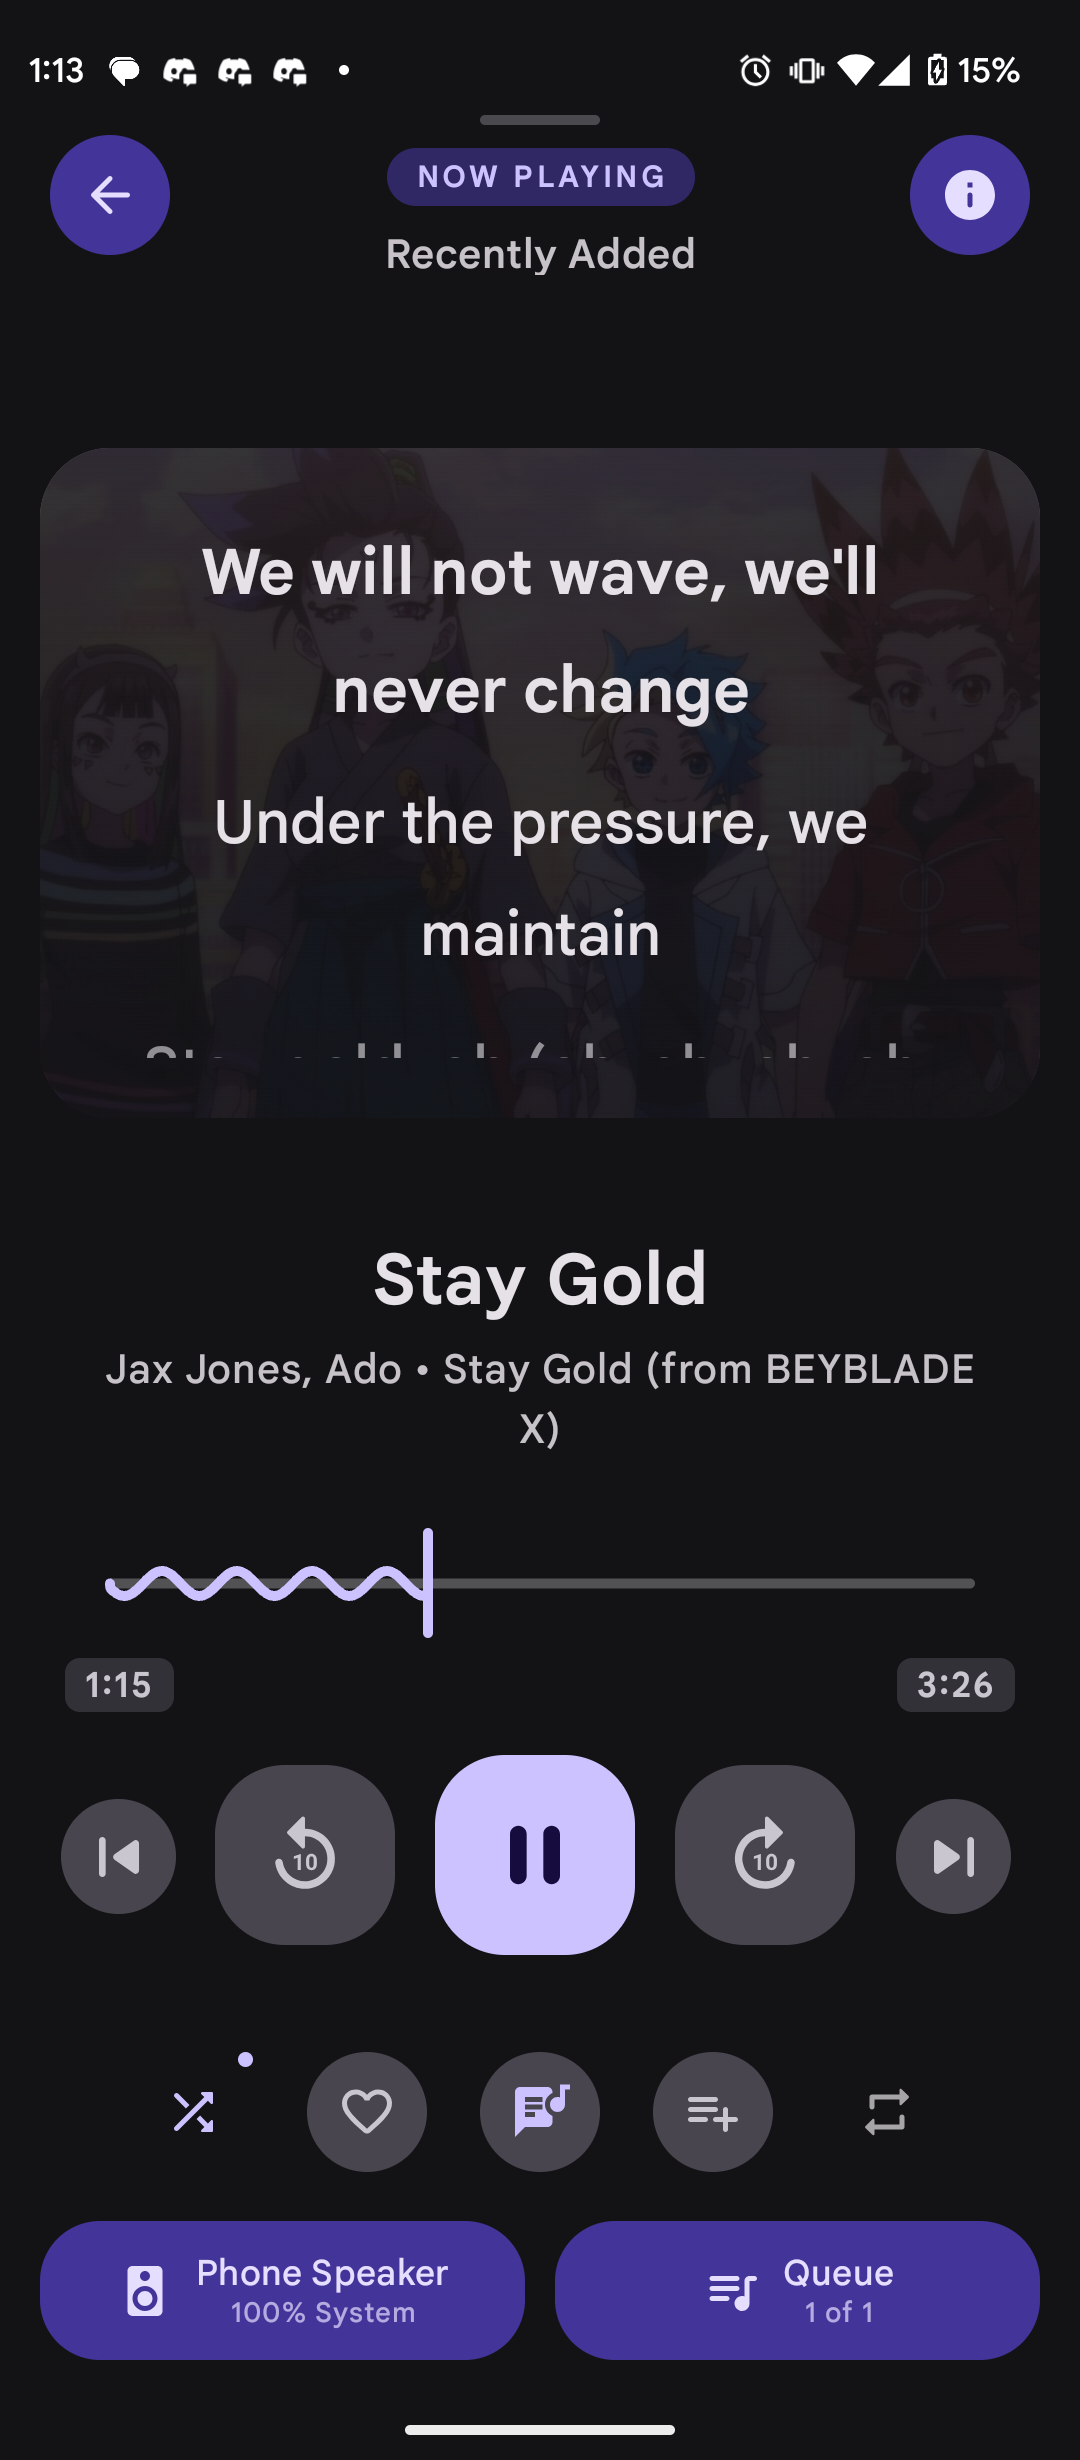 1:13
15%
NOW PLAYING
Recently Added
We will not wave, we'll
never change
Under the pressure, we
maintain
Stay Gold
Jax Jones, Ado • Stay Gold (from BEYBLADE
X)
1:15
3:26
10
10
Phone Speaker
100% System
Queue
1 of 1